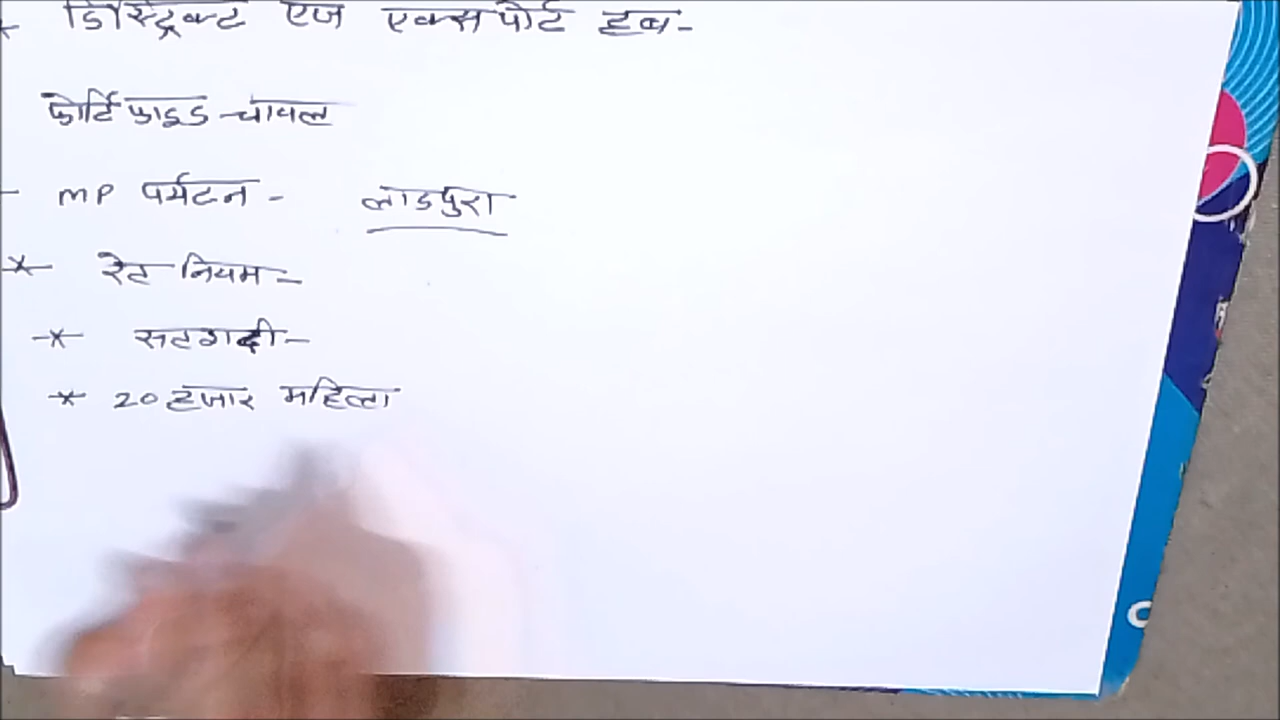 * डिस्ट्रिक्ट एज एक्सपोर्ट हब-
फोर्टिफाइड चावल
- MP पर्यटन - लाडपुरा
* रेत नियम -
* सतगढ़ी -
* 20 हजार महिला